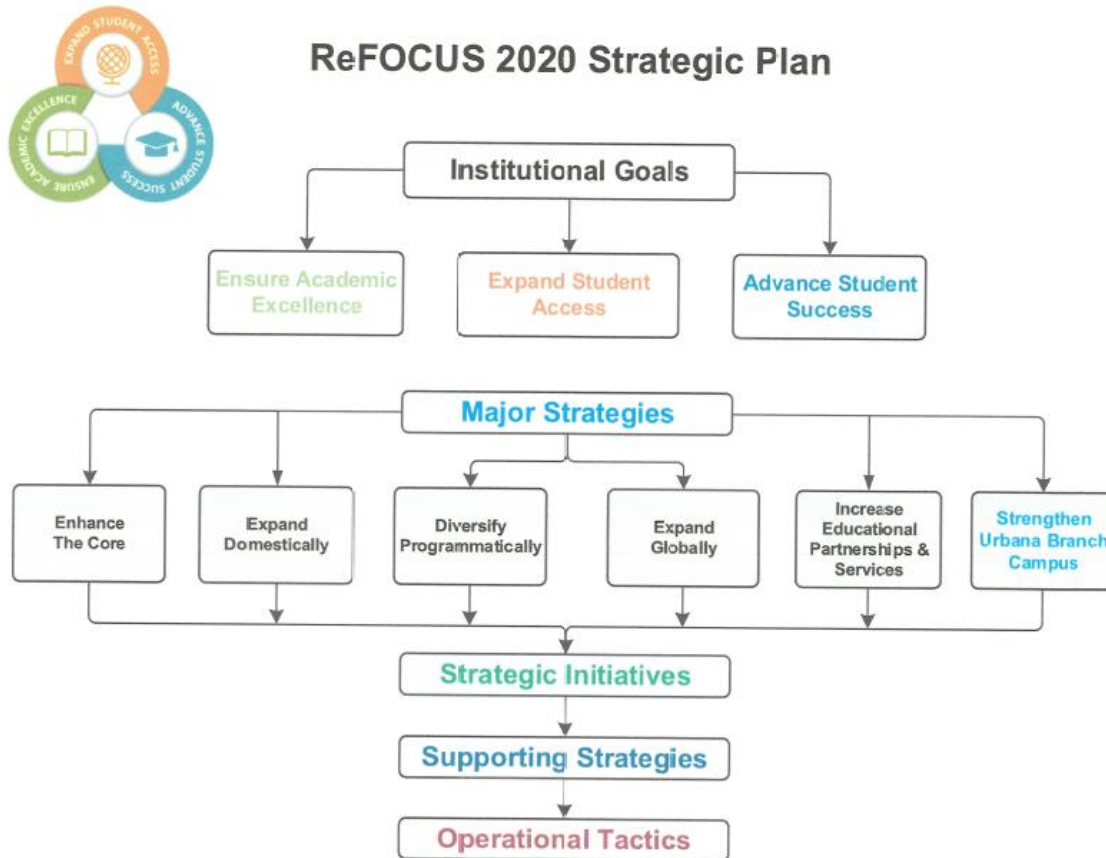 EXPAND STUDENT ACCESS
ENSURE ACADEMIC EXCELLENCE
ADVANCE STUDENT SUCCESS
ReFOCUS 2020 Strategic Plan
Institutional Goals
Ensure Academic
Excellence
Expand Student
Access
Advance Student
Success
Major Strategies
Enhance
The Core
Expand
Domestically
Diversify
Programmatically
Expand
Globally
Increase
Educational
Partnerships &
Services
Strengthen
Urbana Branch
Campus
Strategic Initiatives
Supporting Strategies
Operational Tactics